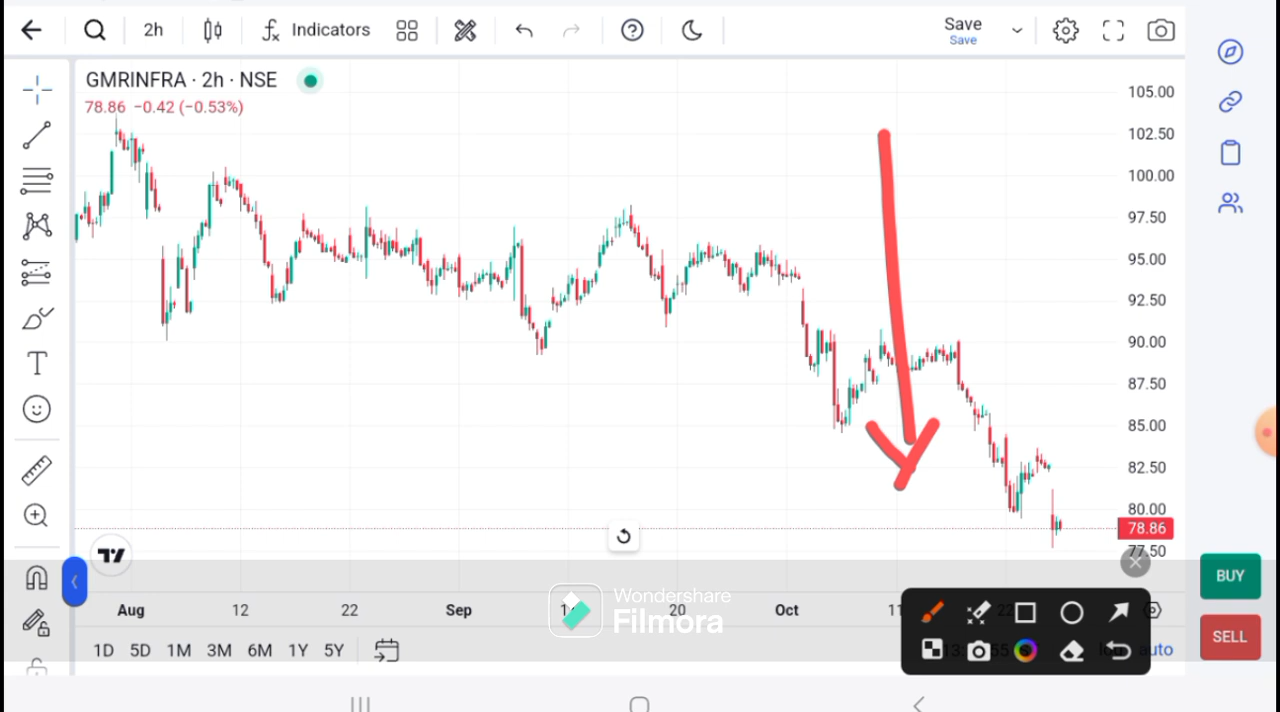 2h
Indicators
Save
Save
GMRINFRA · 2h · NSE
78.86 −0.42 (−0.53%)
105.00
102.50
100.00
97.50
95.00
92.50
90.00
87.50
85.00
82.50
80.00
78.86
77.50
BUY
SELL
Aug 12 22 Sep 20 Oct
Wondershare
Filmora
1D 5D 1M 3M 6M 1Y 5Y
auto